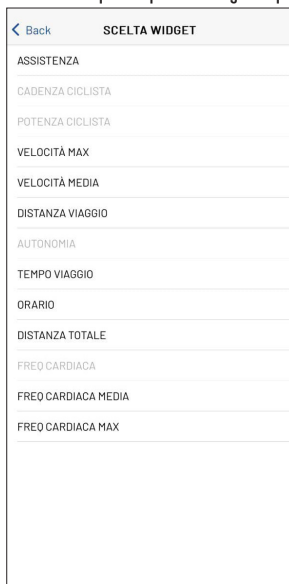 Back SCELTA WIDGET
ASSISTENZA
CADENZA CICLISTA
POTENZA CICLISTA
VELOCITÀ MAX
VELOCITÀ MEDIA
DISTANZA VIAGGIO
AUTONOMIA
TEMPO VIAGGIO
ORARIO
DISTANZA TOTALE
FREQ CARDIACA
FREQ CARDIACA MEDIA
FREQ CARDIACA MAX